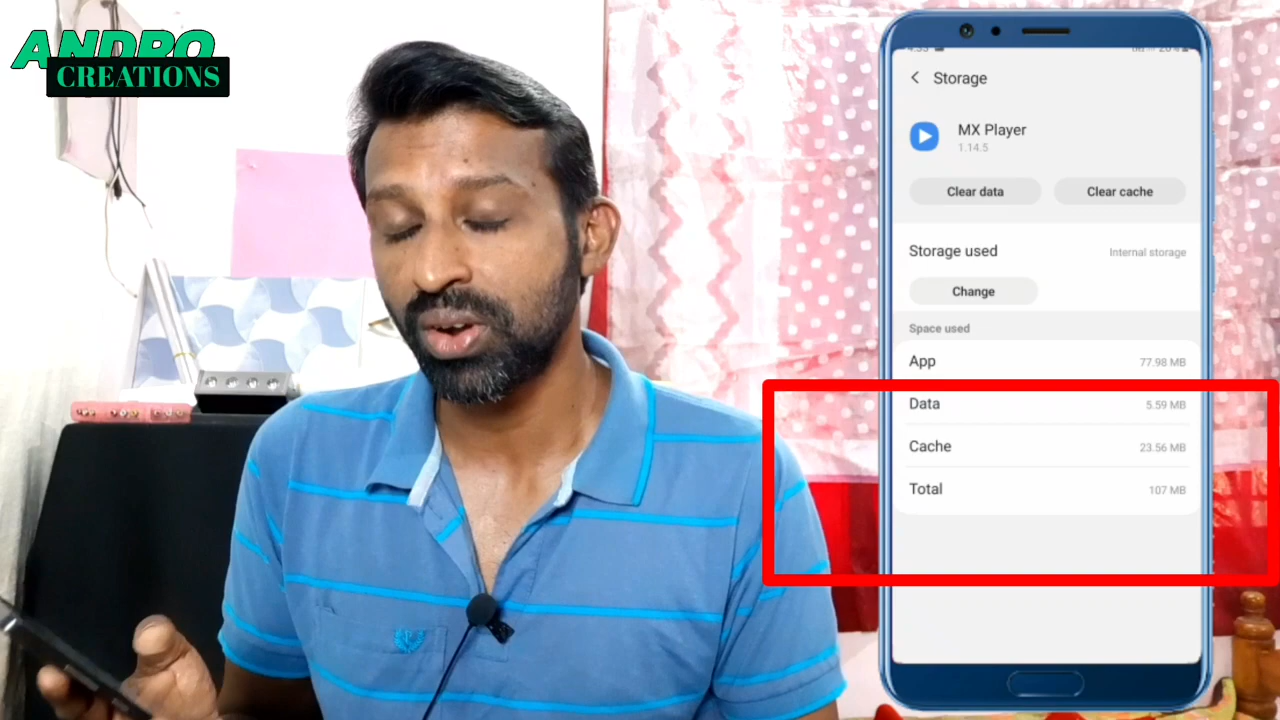 ANDRO
CREATIONS
Storage
MX Player
1.14.5
Clear data
Clear cache
Storage used
Internal storage
Change
Space used
App
77.98 MB
Data
5.59 MB
Cache
23.56 MB
Total
107 MB